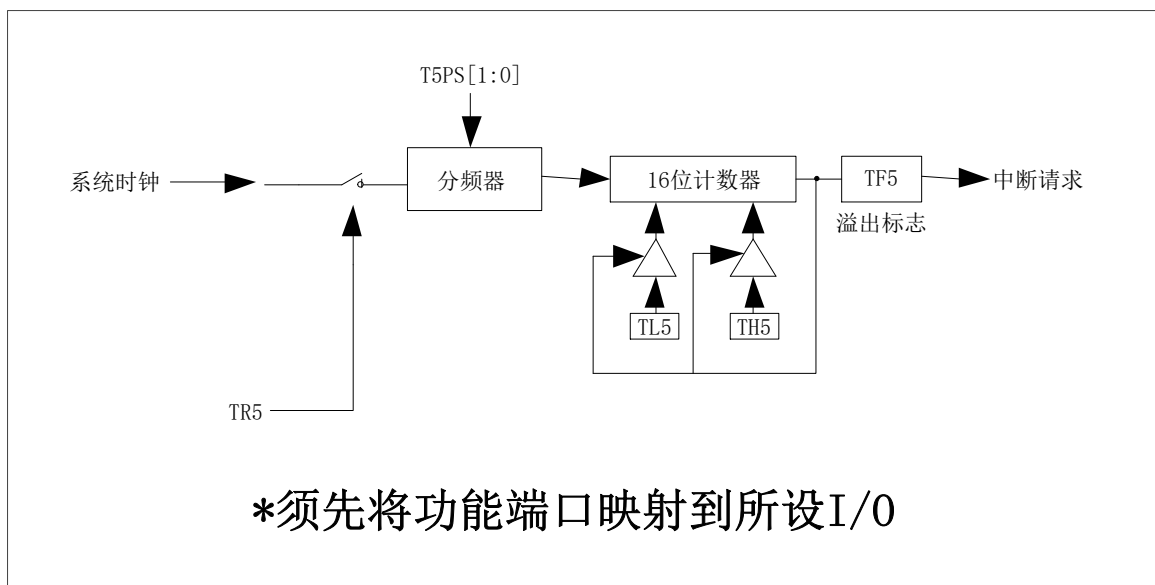 T5PS[1:0]
系统时钟
分频器
16位计数器
TF5
中断请求
溢出标志
TL5
TH5
TR5
*须先将功能端口映射到所设I/O